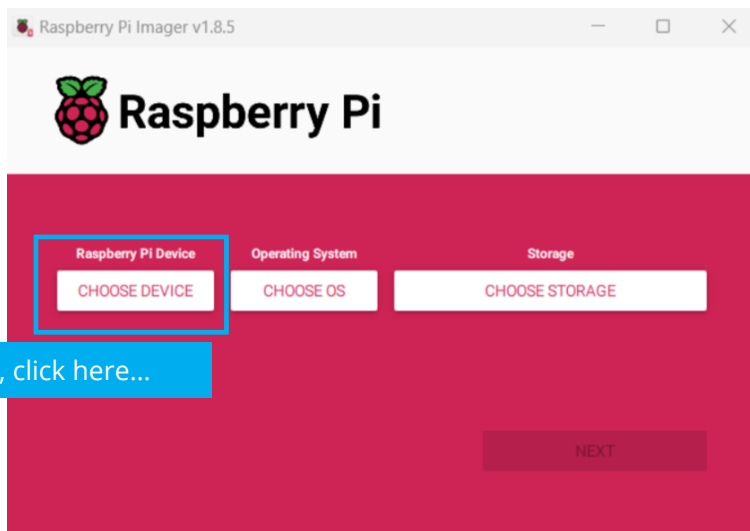 Raspberry Pi Imager v1.8.5
Raspberry Pi
Raspberry Pi Device
Operating System
Storage
CHOOSE DEVICE
CHOOSE OS
CHOOSE STORAGE
, click here...
NEXT